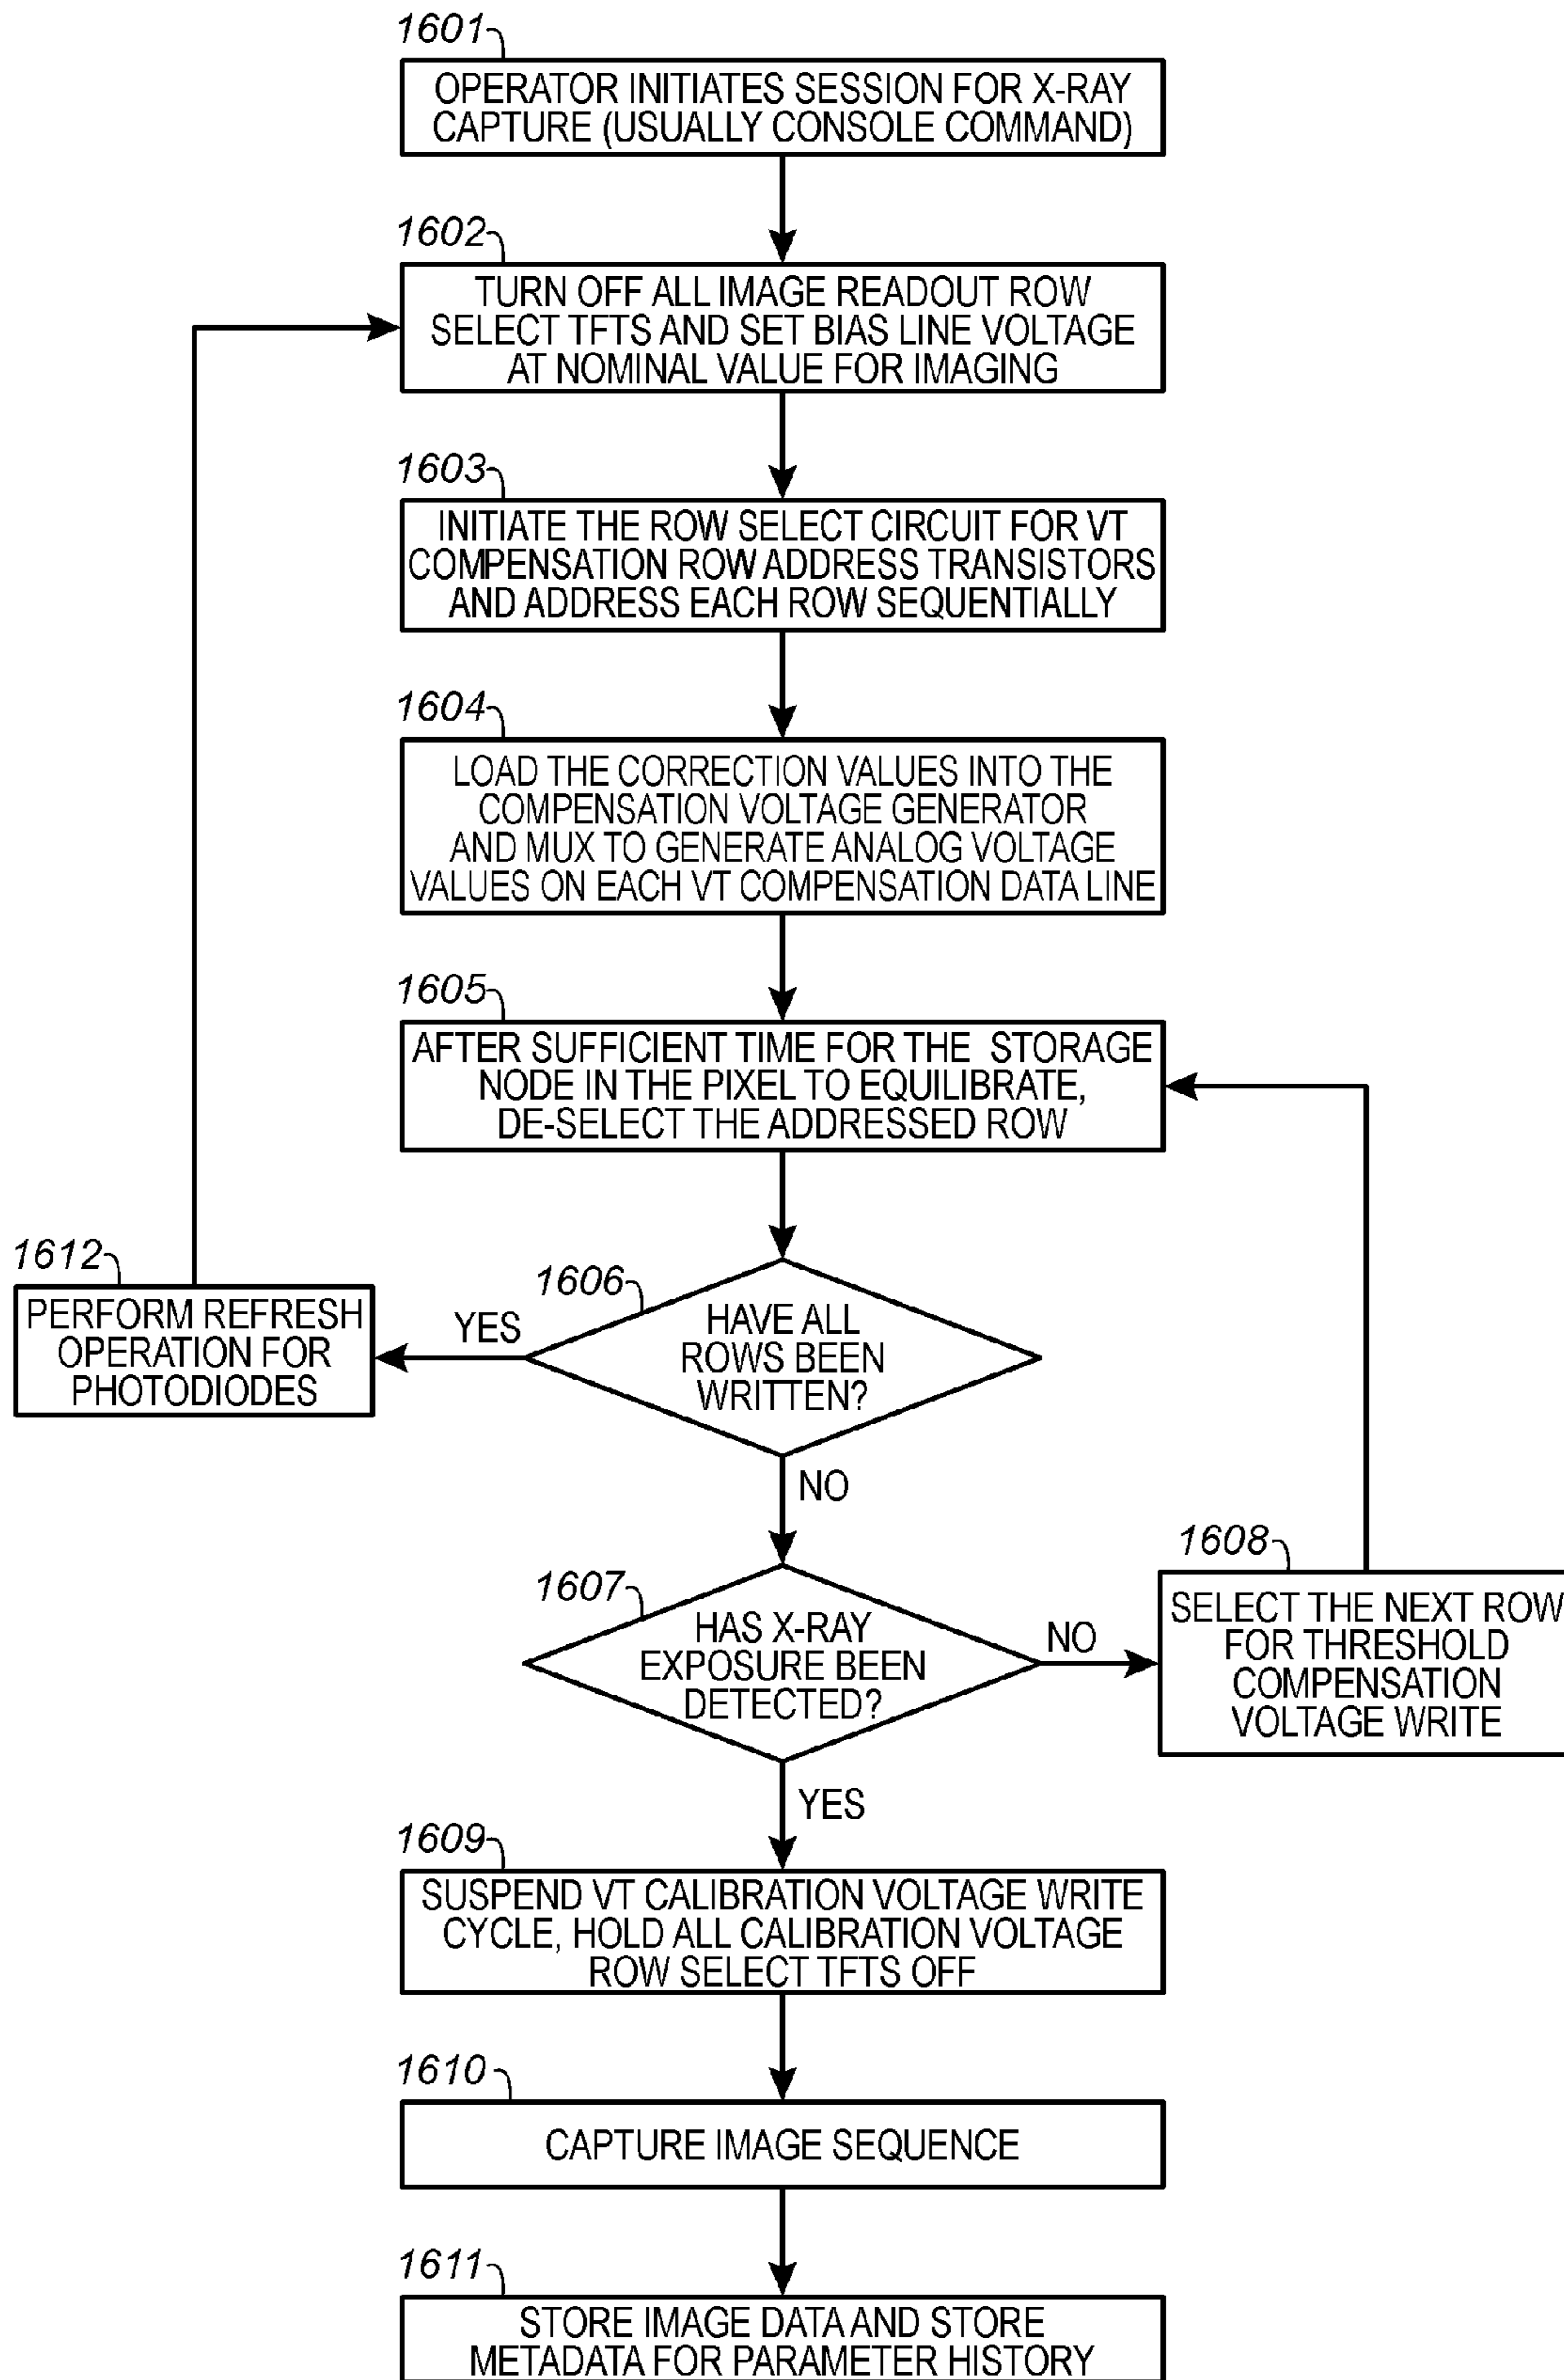 1601
OPERATOR INITIATES SESSION FOR X-RAY
CAPTURE (USUALLY CONSOLE COMMAND)
1602
TURN OFF ALL IMAGE READOUT ROW
SELECT TFTS AND SET BIAS LINE VOLTAGE
AT NOMINAL VALUE FOR IMAGING
1603
INITIATE THE ROW SELECT CIRCUIT FOR VT
COMPENSATION ROW ADDRESS TRANSISTORS
AND ADDRESS EACH ROW SEQUENTIALLY
1604
LOAD THE CORRECTION VALUES INTO THE
COMPENSATION VOLTAGE GENERATOR
AND MUX TO GENERATE ANALOG VOLTAGE
VALUES ON EACH VT COMPENSATION DATA LINE
1605
AFTER SUFFICIENT TIME FOR THE STORAGE
NODE IN THE PIXEL TO EQUILIBRATE,
DE-SELECT THE ADDRESSED ROW
1606
HAVE ALL
ROWS BEEN
WRITTEN?
YES
1612
PERFORM REFRESH
OPERATION FOR
PHOTODIODES
NO
1607
HAS X-RAY
EXPOSURE BEEN
DETECTED?
NO
1608
SELECT THE NEXT ROW
FOR THRESHOLD
COMPENSATION
VOLTAGE WRITE
YES
1609
SUSPEND VT CALIBRATION VOLTAGE WRITE
CYCLE, HOLD ALL CALIBRATION VOLTAGE
ROW SELECT TFTS OFF
1610
CAPTURE IMAGE SEQUENCE
1611
STORE IMAGE DATA AND STORE
METADATA FOR PARAMETER HISTORY